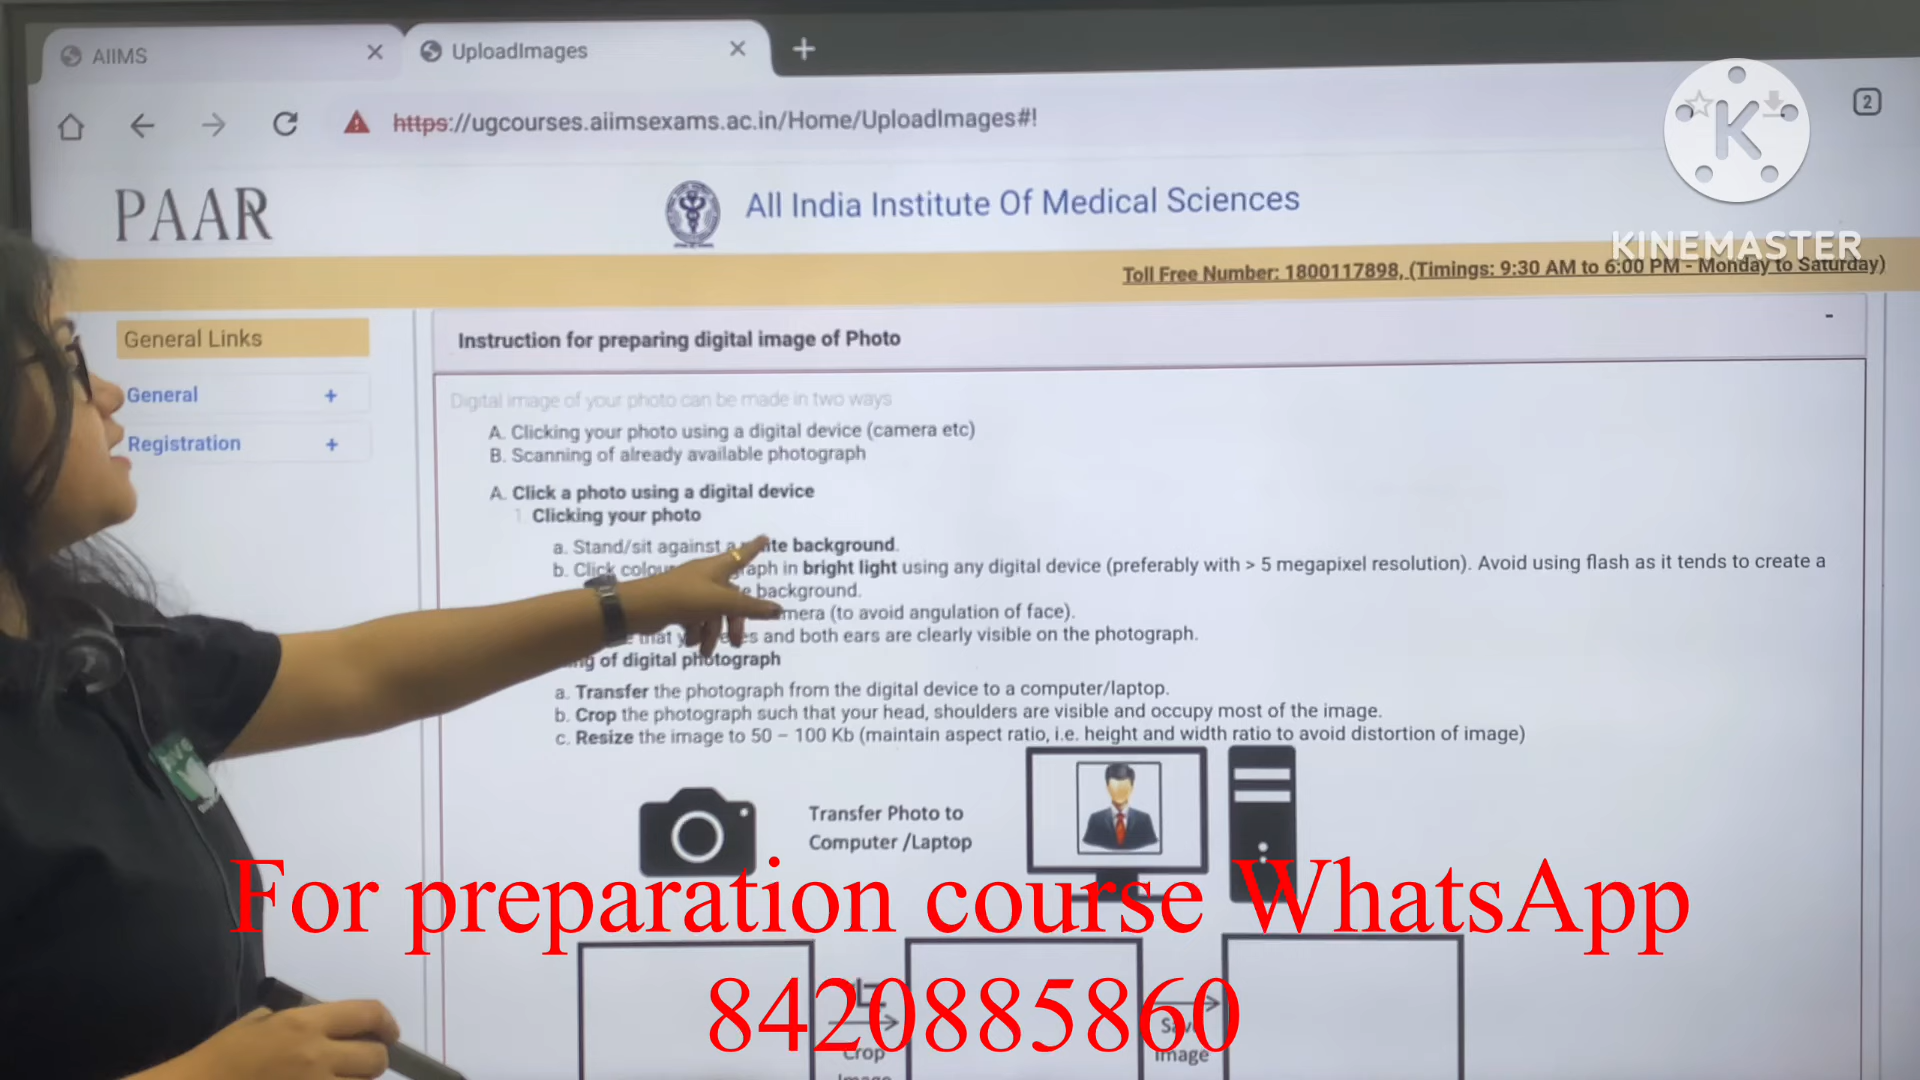 AIIMS
UploadImages
https://ugcourses.aiimsexams.ac.in/Home/UploadImages#!
2
K
KINEMASTER
PAAR
All India Institute Of Medical Sciences
Toll Free Number: 1800117898, (Timings: 9:30 AM to 6:00 PM - Monday to Saturday)
General Links
General +
Registration +
Instruction for preparing digital image of Photo -
Digital image of your photo can be made in two ways
A. Clicking your photo using a digital device (camera etc)
B. Scanning of already available photograph
A. Click a photo using a digital device
1. Clicking your photo
a. Stand/sit against a background.
b. Click in bright light using any digital device (preferably with > 5 megapixel resolution). Avoid using flash as it tends to create a
background.
(to avoid angulation of face).
that and both ears are clearly visible on the photograph.
of digital photograph
a. Transfer the photograph from the digital device to a computer/laptop.
b. Crop the photograph such that your head, shoulders are visible and occupy most of the image.
c. Resize the image to 50 – 100 Kb (maintain aspect ratio, i.e. height and width ratio to avoid distortion of image)
Transfer Photo to
Computer /Laptop
For preparation course WhatsApp
8420885860
Crop
Save
Image